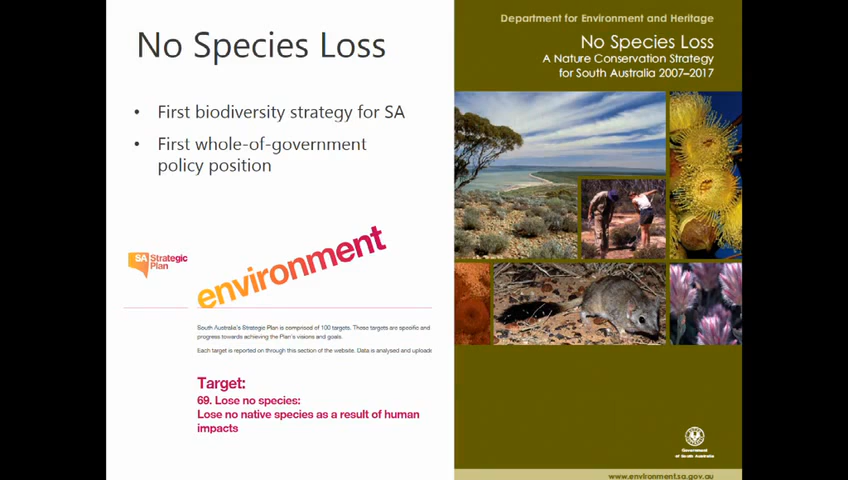 No Species Loss
• First biodiversity strategy for SA
• First whole-of-government
policy position
SA Strategic
Plan
environment
South Australia's Strategic Plan is comprised of 100 targets. These targets are specific and
progress towards achieving the Plan's visions and goals.
Each target is reported on through this section of the website. Data is analysed and uploade
Target:
69. Lose no species:
Lose no native species as a result of human
impacts
Department for Environment and Heritage
No Species Loss
A Nature Conservation Strategy
for South Australia 2007–2017
Government
of South Australia
www.environment.sa.gov.au